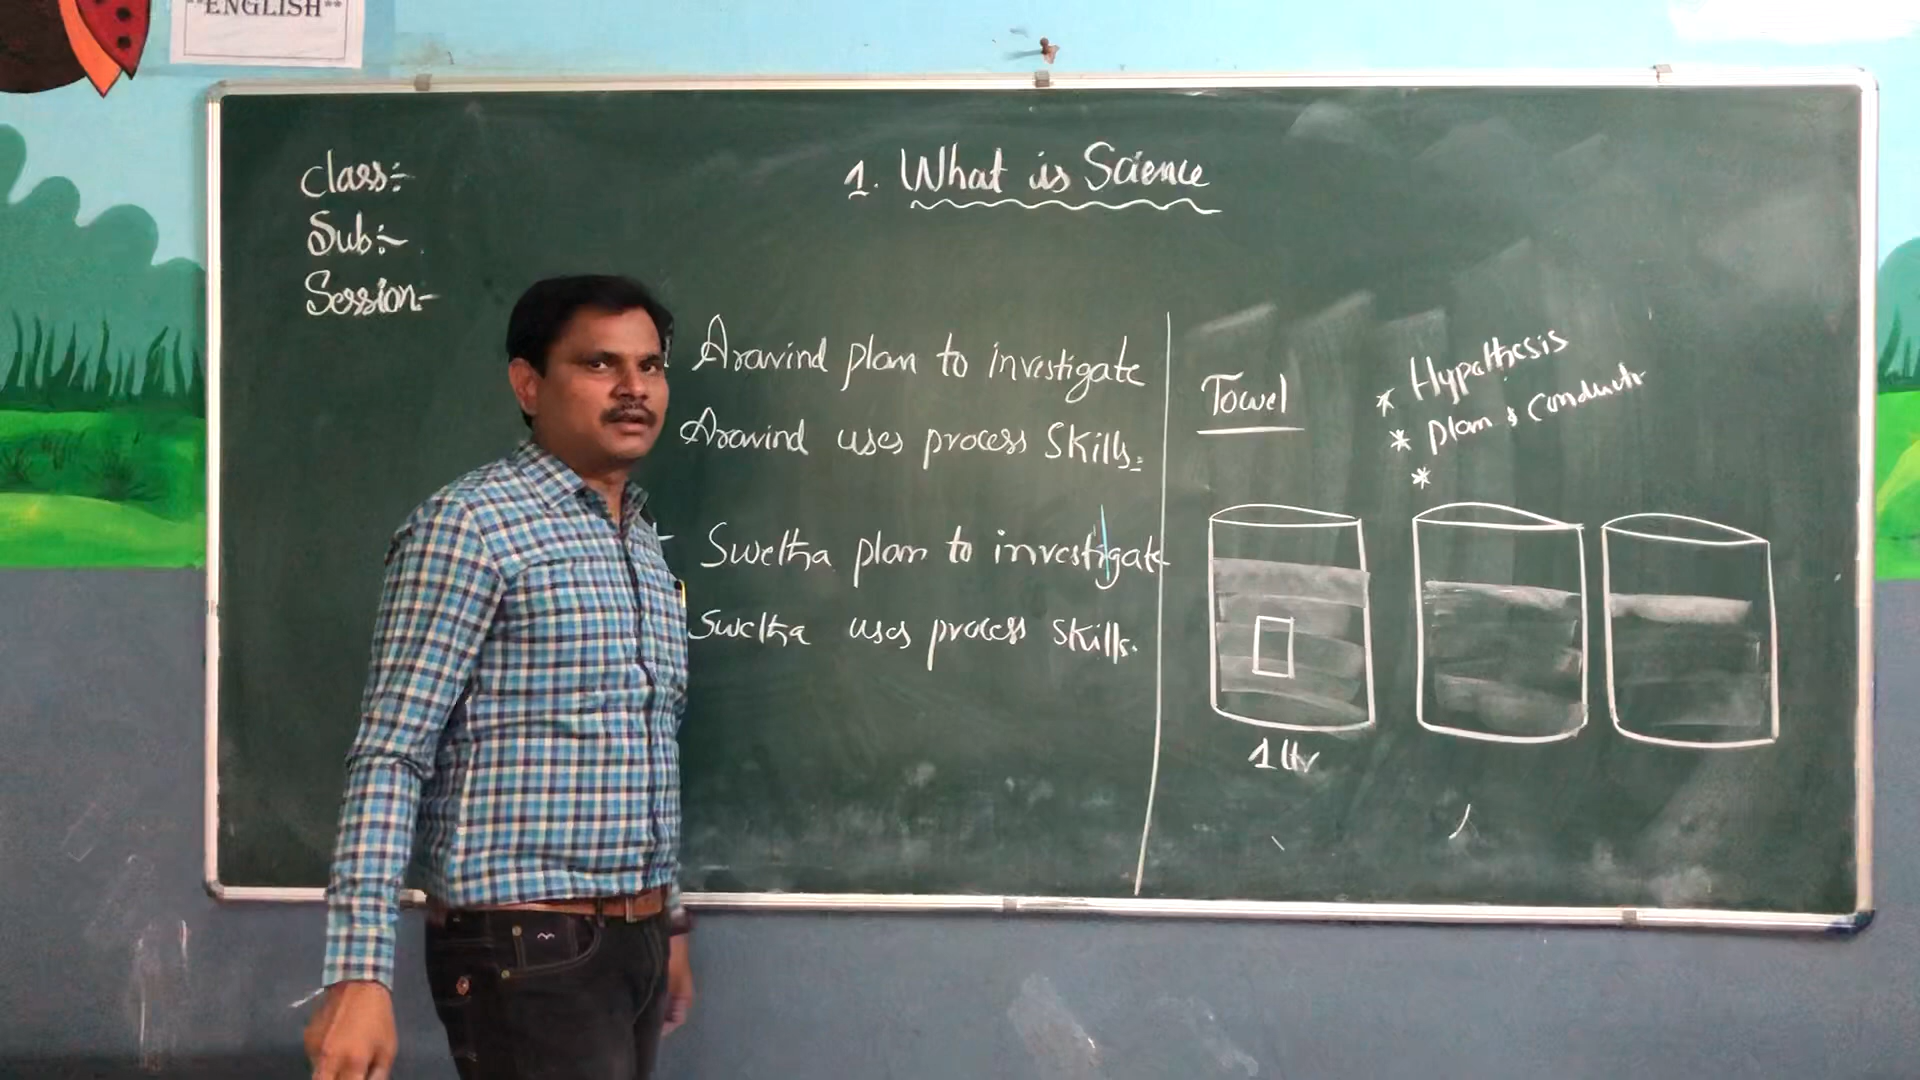 "ENGLISH"
Class:-
Sub:-
Session-
1. What is Science
Aravind plan to investigate
Aravind uses process Skills.
Swetha plan to investigate
Swetha uses process skills.
Towel
* Hypothesis
* plan & conduct
*
1 ltr